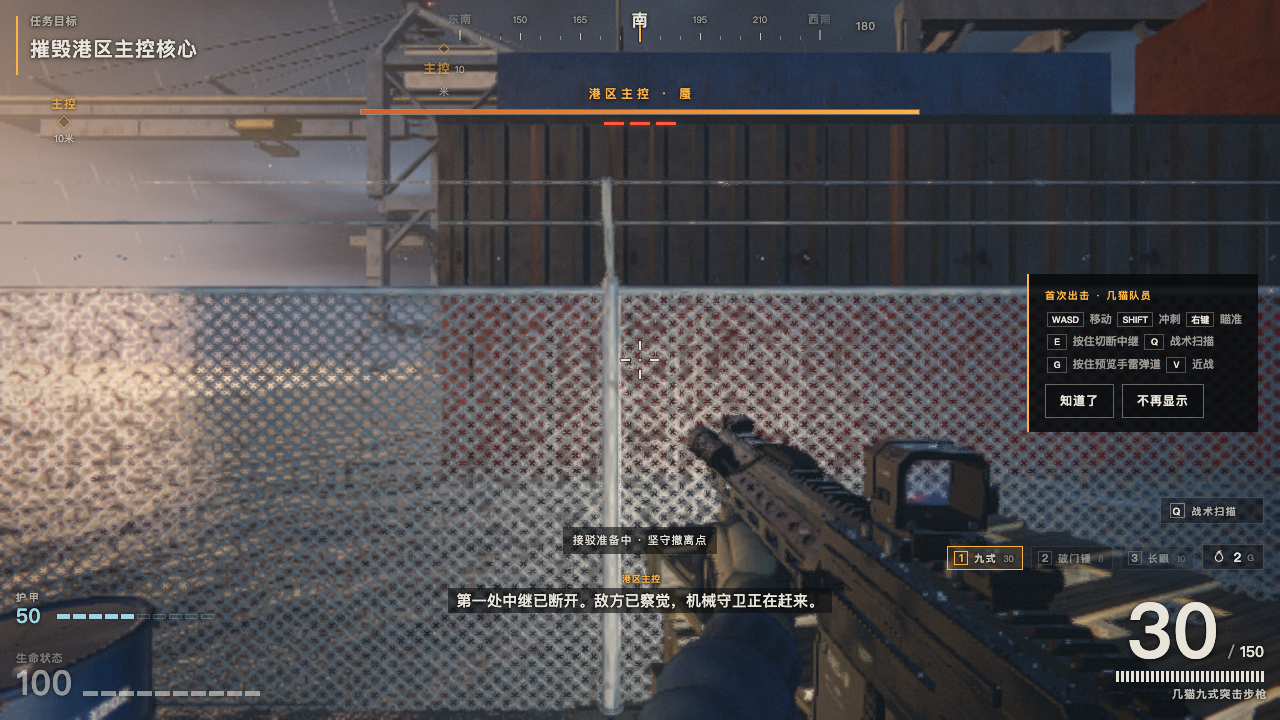 任务目标
摧毁港区主控核心
东南 150 165 南 195 210 西南 180
主控 10
米
港区主控 · 蜃
主控
10米
首次出击 · 几猫队员
WASD 移动 SHIFT 冲刺 右键 瞄准
E 按住切断中继 Q 战术扫描
G 按住预览手雷弹道 V 近战
知道了 不再显示
Q 战术扫描
接驳准备中 · 坚守撤离点
1 九式 30 2 破门锤 8 3 长眼 10 2 G
港区主控
第一处中继已断开。敌方已察觉，机械守卫正在赶来。
护甲
50
生命状态
100
30 / 150
几猫九式突击步枪